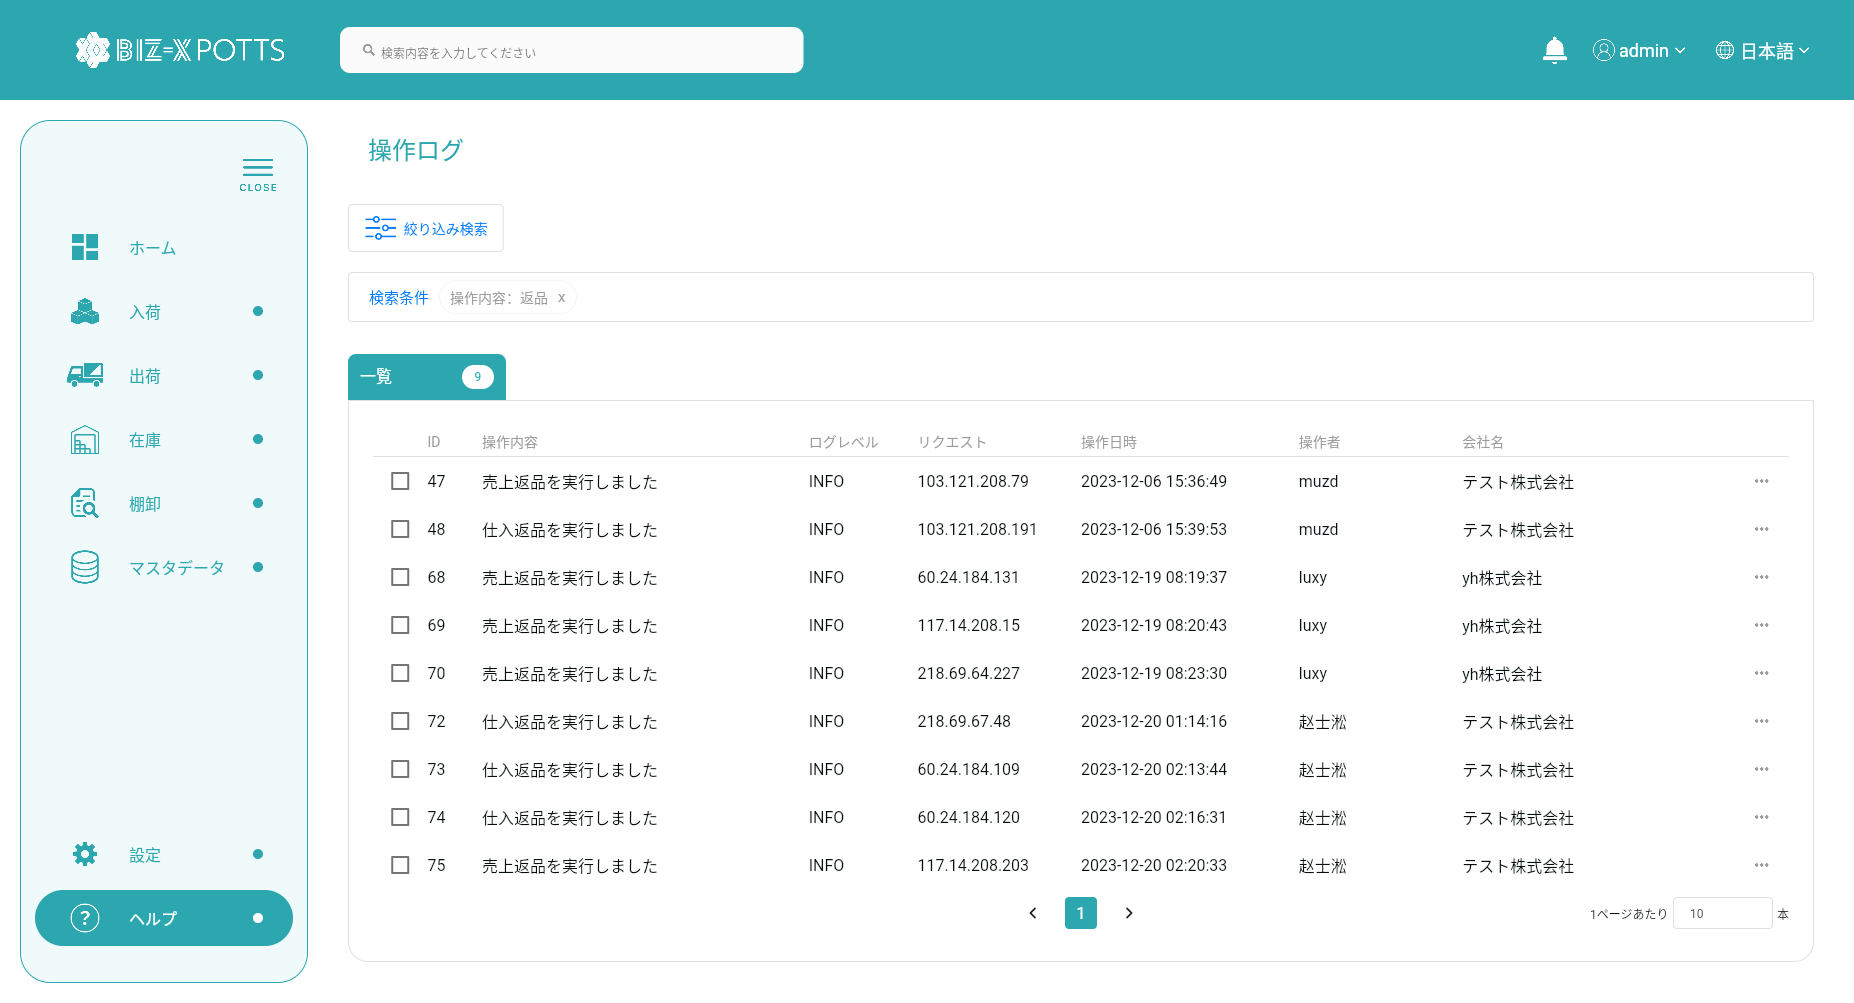 BIZ-X POTTS
検索内容を入力してください
admin
日本語
CLOSE
ホーム
入荷
出荷
在庫
棚卸
マスタデータ
設定
? ヘルプ
操作ログ
絞り込み検索
検索条件 操作内容：返品 x
一覧 9
ID 操作内容 ログレベル リクエスト 操作日時 操作者 会社名
47 売上返品を実行しました INFO 103.121.208.79 2023-12-06 15:36:49 muzd テスト株式会社 ...
48 仕入返品を実行しました INFO 103.121.208.191 2023-12-06 15:39:53 muzd テスト株式会社 ...
68 売上返品を実行しました INFO 60.24.184.131 2023-12-19 08:19:37 luxy yh株式会社 ...
69 売上返品を実行しました INFO 117.14.208.15 2023-12-19 08:20:43 luxy yh株式会社 ...
70 売上返品を実行しました INFO 218.69.64.227 2023-12-19 08:23:30 luxy yh株式会社 ...
72 仕入返品を実行しました INFO 218.69.67.48 2023-12-20 01:14:16 赵士淞 テスト株式会社 ...
73 仕入返品を実行しました INFO 60.24.184.109 2023-12-20 02:13:44 赵士淞 テスト株式会社 ...
74 仕入返品を実行しました INFO 60.24.184.120 2023-12-20 02:16:31 赵士淞 テスト株式会社 ...
75 売上返品を実行しました INFO 117.14.208.203 2023-12-20 02:20:33 赵士淞 テスト株式会社 ...
1
1ページあたり 10 本